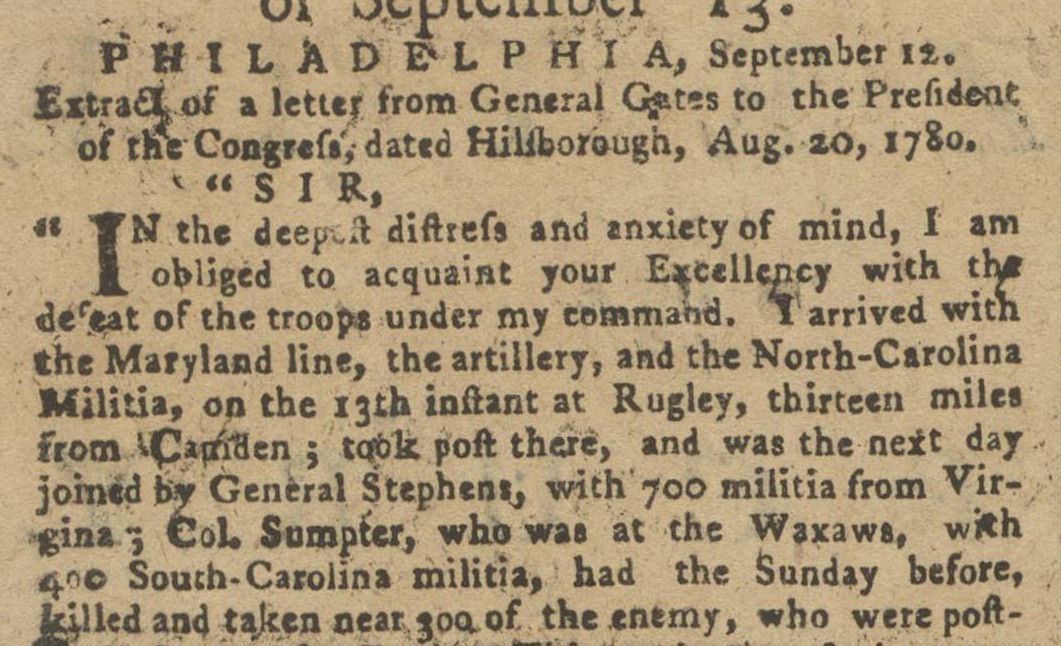 of September 13.
PHILADELPHIA, September 12.
Extract of a letter from General Gates to the Preſident
of the Congreſs, dated Hillſborough, Aug. 20, 1780.
" SIR,
" IN the deepeſt diſtreſs and anxiety of mind, I am
obliged to acquaint your Excellency with the
defeat of the troops under my command. I arrived with
the Maryland line, the artillery, and the North-Carolina
Militia, on the 13th inſtant at Rugley, thirteen miles
from Camden ; took poſt there, and was the next day
joined by General Stephens, with 700 militia from Vir-
gina ; Col. Sumpter, who was at the Waxaws, with
400 South-Carolina militia, had the Sunday before,
killed and taken near 300 of the enemy, who were poſt-